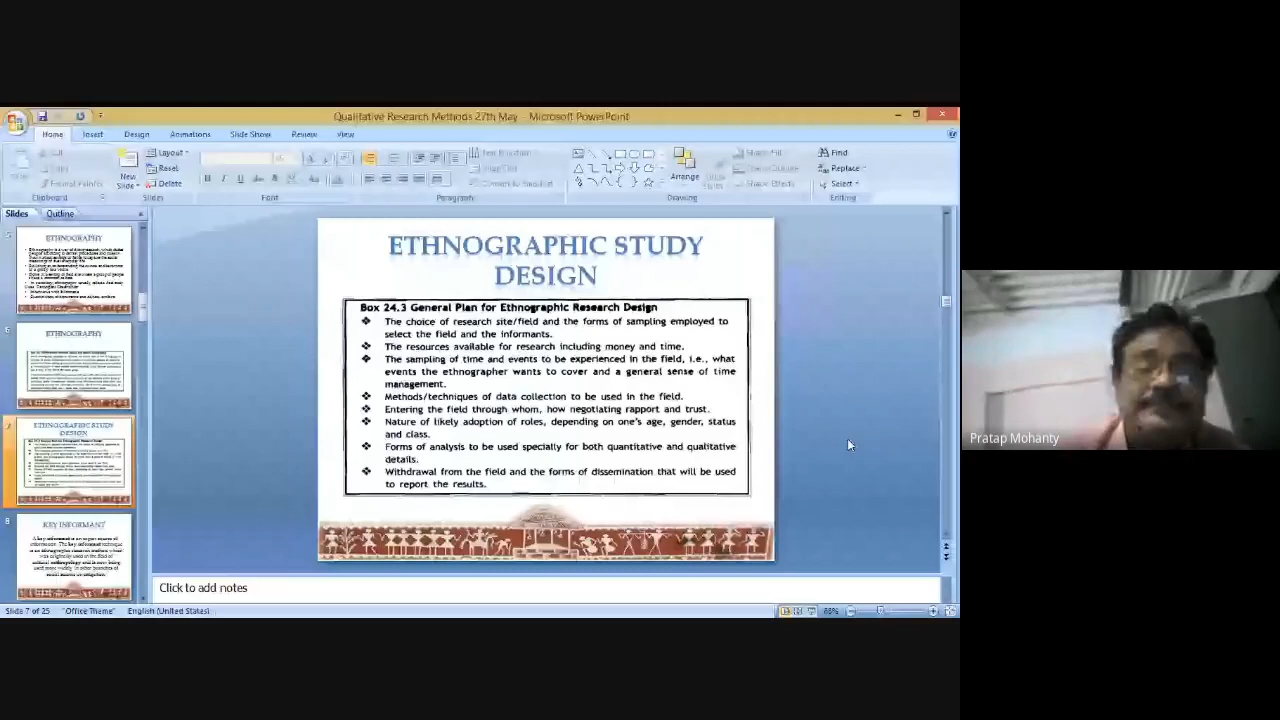 Qualitative Research Methods 27th May - Microsoft PowerPoint
Home Insert Design Animations Slide Show Review View
Layout
Reset
Delete
New
Slide
Arrange
Find
Replace
Select
Clipboard Slides Font Paragraph Drawing Editing
Slides Outline
5
ETHNOGRAPHY
6
ETHNOGRAPHY
7
ETHNOGRAPHIC STUDY
DESIGN
8
KEY INFORMANT
ETHNOGRAPHIC STUDY
DESIGN
Box 24.3 General Plan for Ethnographic Research Design
The choice of research site/field and the forms of sampling employed to
select the field and the informants.
The resources available for research including money and time.
The sampling of time and events to be experienced in the field, i.e., what
events the ethnographer wants to cover and a general sense of time
management.
Methods/techniques of data collection to be used in the field.
Entering the field through whom, how negotiating rapport and trust.
Nature of likely adoption of roles, depending on one's age, gender, status
and class.
Forms of analysis to be used specially for both quantitative and qualitative
details.
Withdrawal from the field and the forms of dissemination that will be used
to report the results.
Click to add notes
Slide 7 of 25 "Office Theme" English (United States)
Pratap Mohanty